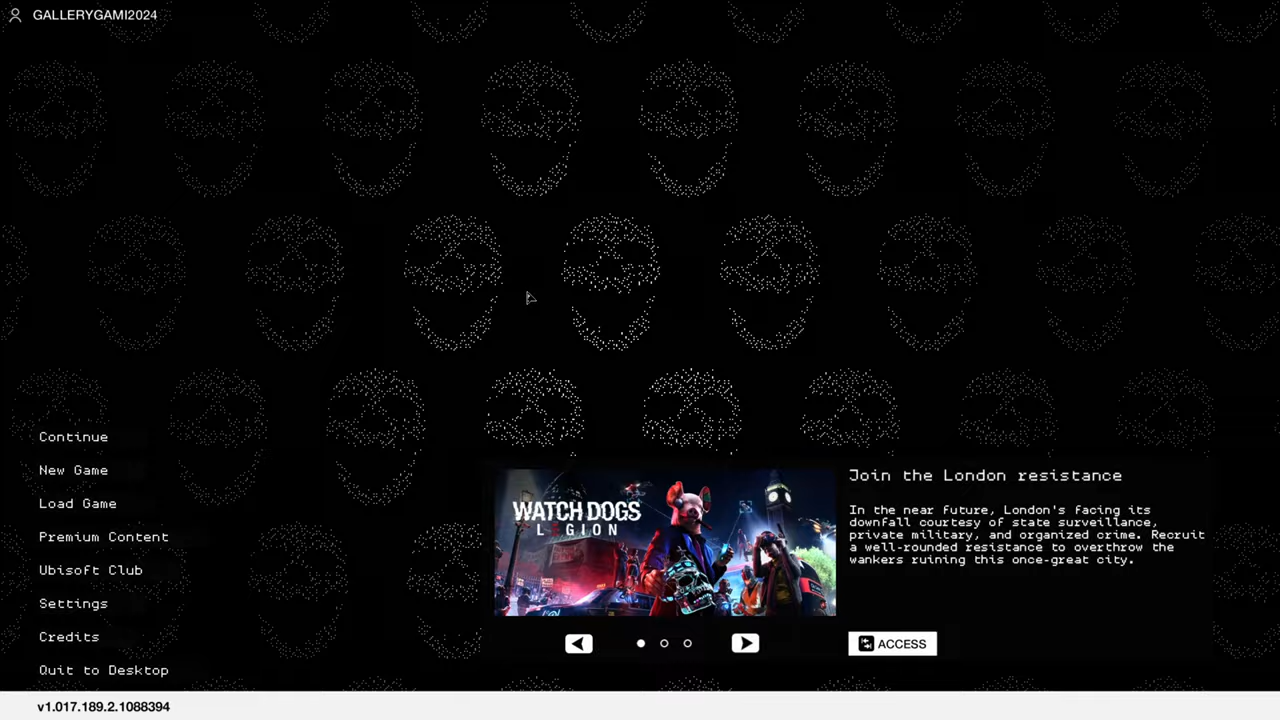 GALLERYGAMI2024
Continue
New Game
Load Game
Premium Content
Ubisoft Club
Settings
Credits
Quit to Desktop
WATCH DOGS
LEGION
Join the London resistance
In the near future, London's facing its
downfall courtesy of state surveillance,
private military, and organized crime. Recruit
a well-rounded resistance to overthrow the
wankers ruining this once-great city.
ACCESS
v1.017.189.2.1088394